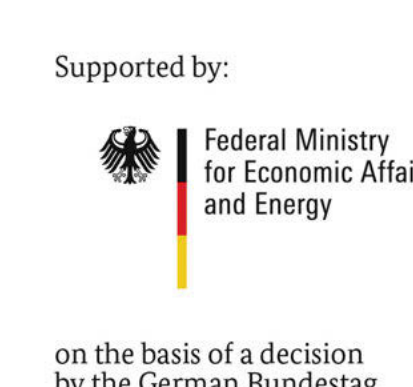 Supported by:
Federal Ministry
for Economic Affai
and Energy
on the basis of a decision
by the German Bundestag